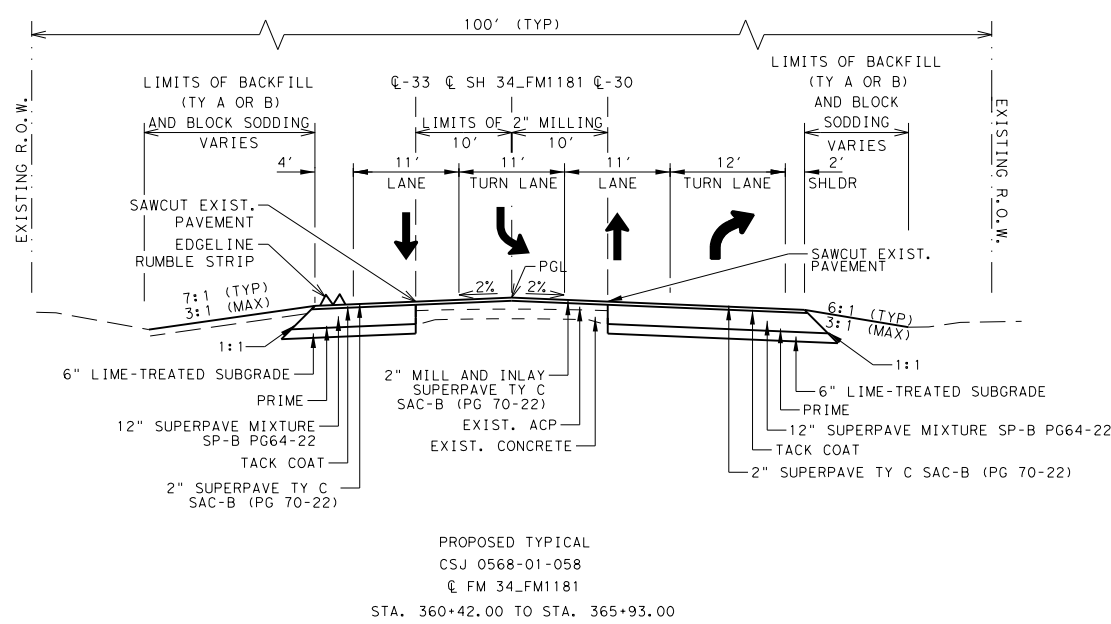 100' (TYP)
LIMITS OF BACKFILL
(TY A OR B)
AND BLOCK SODDING
VARIES
℄-33 ℄ SH 34_FM1181 ℄-30
LIMITS OF 2" MILLING
10' 10'
LIMITS OF BACKFILL
(TY A OR B)
AND BLOCK
SODDING
VARIES
EXISTING R.O.W.
EXISTING R.O.W.
4' 11' 11' 11' 12' 2'
LANE TURN LANE LANE TURN LANE SHLDR
SAWCUT EXIST.
PAVEMENT
EDGELINE
RUMBLE STRIP
PGL
SAWCUT EXIST.
PAVEMENT
2% 2%
7:1 (TYP)
3:1 (MAX)
6:1 (TYP)
3:1 (MAX)
1:1
1:1
6" LIME-TREATED SUBGRADE
PRIME
12" SUPERPAVE MIXTURE
SP-B PG64-22
TACK COAT
2" SUPERPAVE TY C
SAC-B (PG 70-22)
2" MILL AND INLAY
SUPERPAVE TY C
SAC-B (PG 70-22)
EXIST. ACP
EXIST. CONCRETE
6" LIME-TREATED SUBGRADE
PRIME
12" SUPERPAVE MIXTURE SP-B PG64-22
TACK COAT
2" SUPERPAVE TY C SAC-B (PG 70-22)
PROPOSED TYPICAL
CSJ 0568-01-058
℄ FM 34_FM1181
STA. 360+42.00 TO STA. 365+93.00